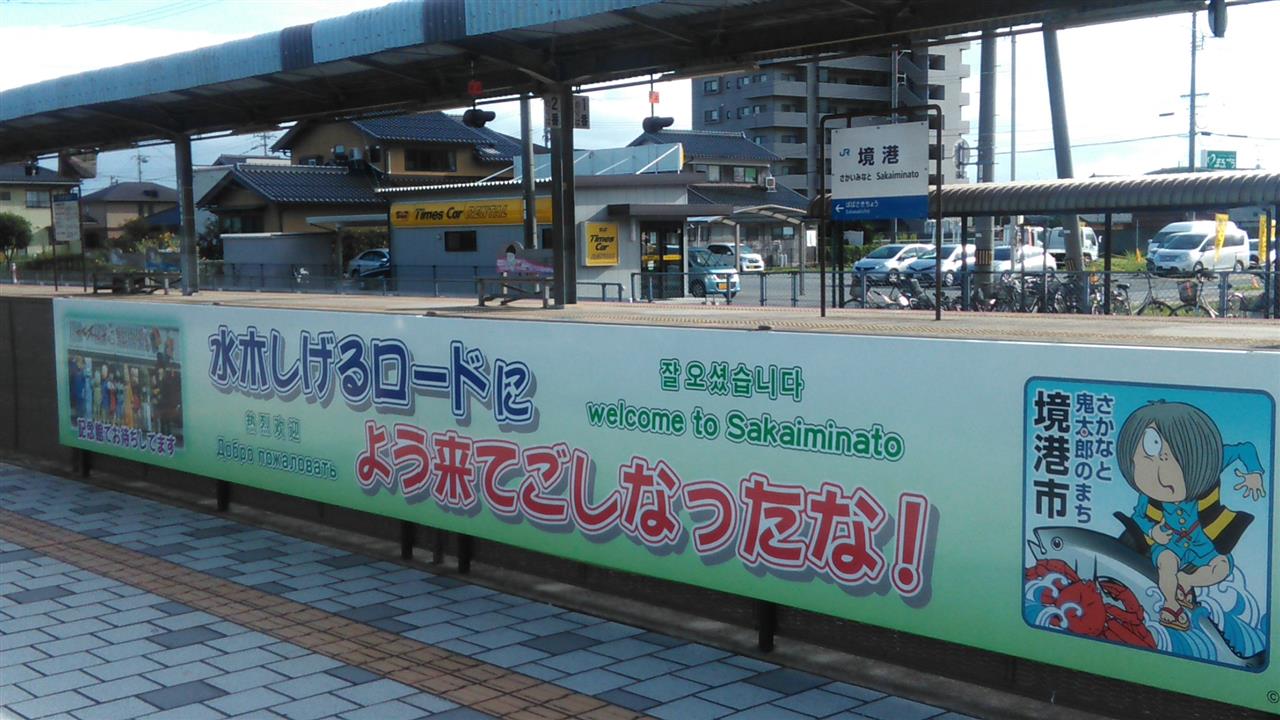 2番
1
JR 境港
さかいみなと Sakaiminato
ばばさきちょう
Times Car RENTAL
Times
Car
水木しげるロードに
よう来てごしなったな!
熱烈欢迎
Добро пожаловать
잘 오셨습니다
welcome to Sakaiminato
記念館でお待ちしてます
さかなと
鬼太郎のまち
境港市
©